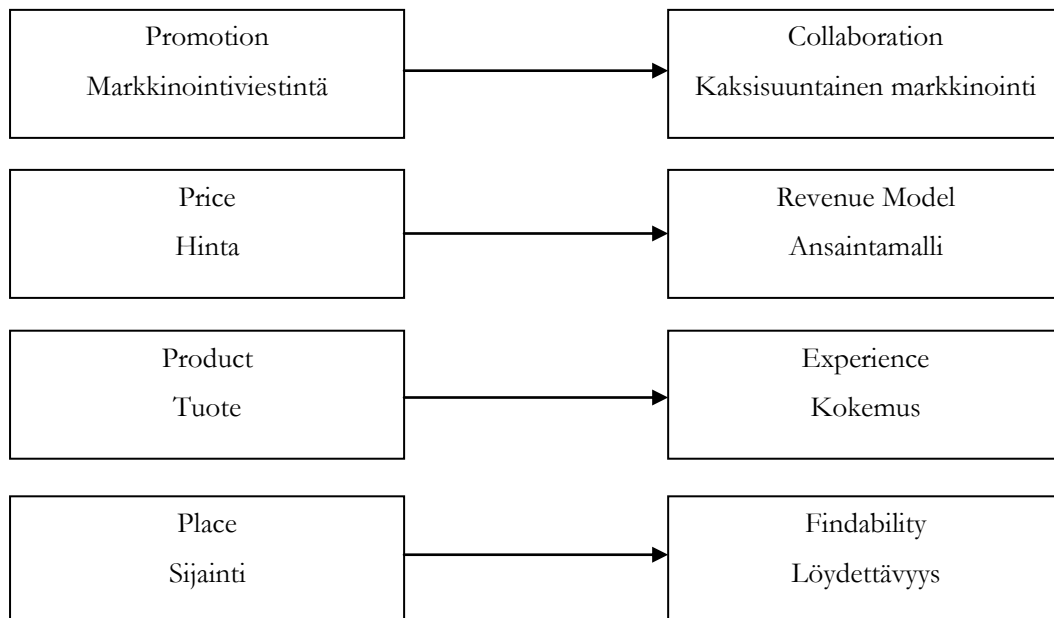 Promotion
Markkinointiviestintä
Collaboration
Kaksisuuntainen markkinointi
Price
Hinta
Revenue Model
Ansaintamalli
Product
Tuote
Experience
Kokemus
Place
Sijainti
Findability
Löydettävyys